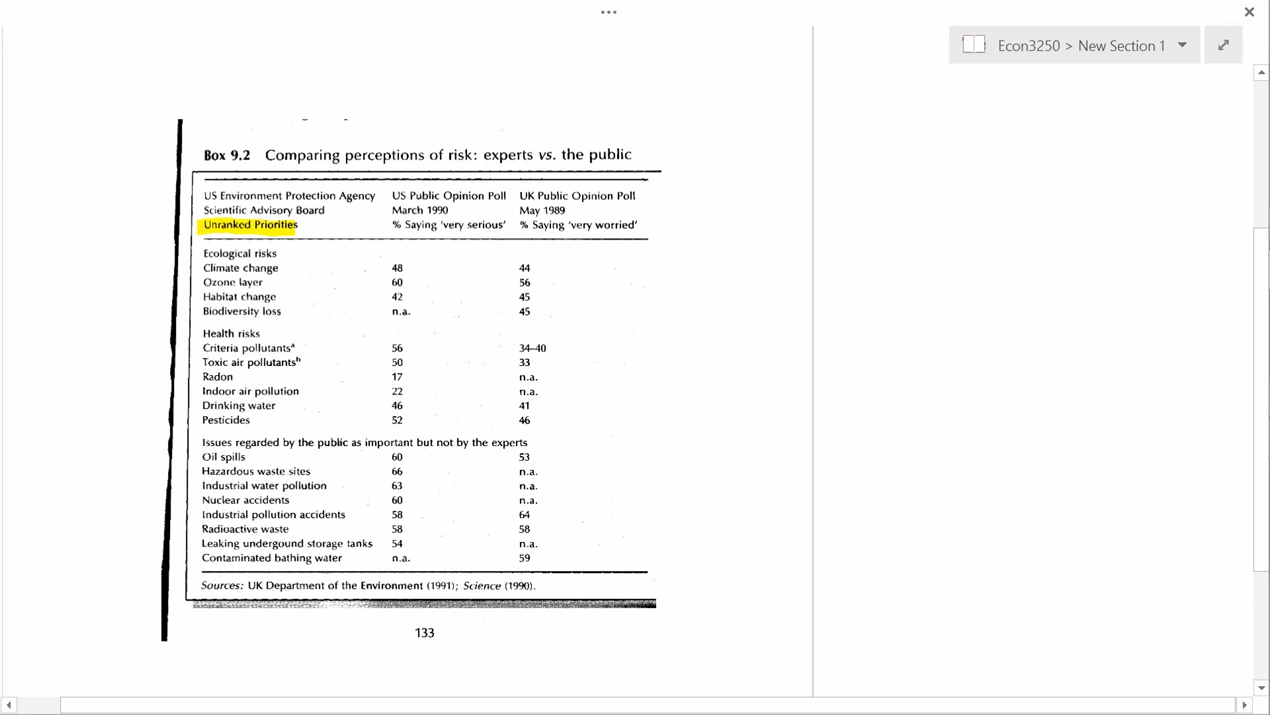 Econ3250 > New Section 1
Box 9.2 Comparing perceptions of risk: experts vs. the public
US Environment Protection Agency US Public Opinion Poll UK Public Opinion Poll
Scientific Advisory Board March 1990 May 1989
Unranked Priorities % Saying 'very serious' % Saying 'very worried'
Ecological risks
Climate change 48 44
Ozone layer 60 56
Habitat change 42 45
Biodiversity loss n.a. 45
Health risks
Criteria pollutantsᵃ 56 34–40
Toxic air pollutantsᵇ 50 33
Radon 17 n.a.
Indoor air pollution 22 n.a.
Drinking water 46 41
Pesticides 52 46
Issues regarded by the public as important but not by the experts
Oil spills 60 53
Hazardous waste sites 66 n.a.
Industrial water pollution 63 n.a.
Nuclear accidents 60 n.a.
Industrial pollution accidents 58 64
Radioactive waste 58 58
Leaking undergound storage tanks 54 n.a.
Contaminated bathing water n.a. 59
Sources: UK Department of the Environment (1991); Science (1990).
133